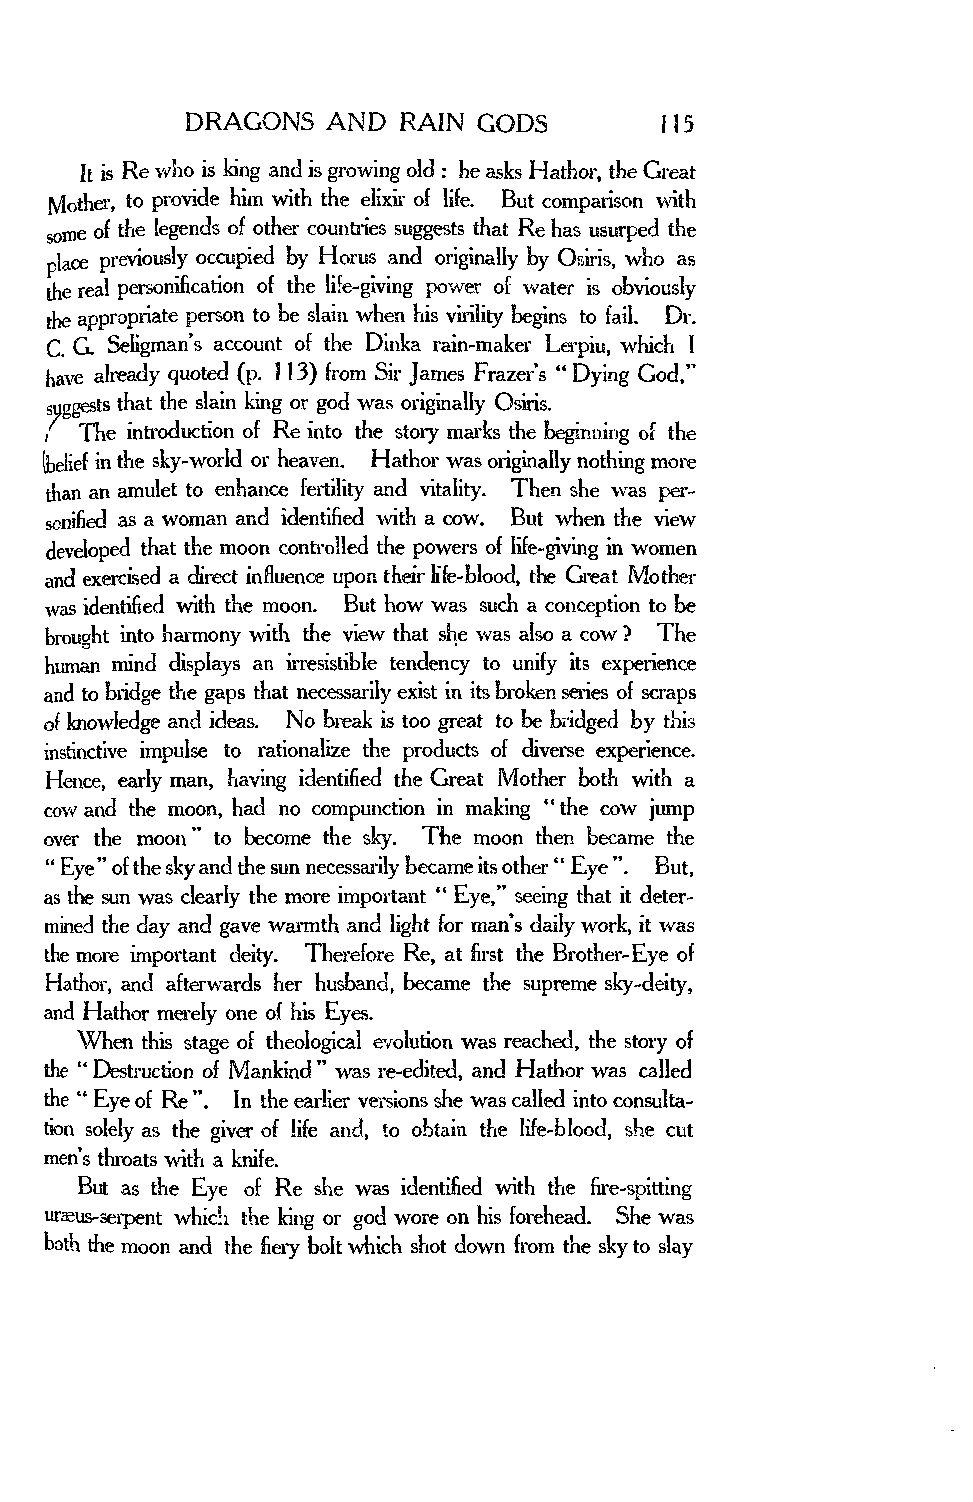 DRAGONS AND RAIN GODS 115
It is Re who is king and is growing old : he asks Hathor, the Great
Mother, to provide him with the elixir of life. But comparison with
some of the legends of other countries suggests that Re has usurped the
place previously occupied by Horus and originally by Osiris, who as
the real personification of the life-giving power of water is obviously
the appropriate person to be slain when his virility begins to fail. Dr.
C. G. Seligman's account of the Dinka rain-maker Lerpiu, which I
have already quoted (p. 113) from Sir James Frazer's “ Dying God,”
suggests that the slain king or god was originally Osiris.
The introduction of Re into the story marks the beginning of the
belief in the sky-world or heaven. Hathor was originally nothing more
than an amulet to enhance fertility and vitality. Then she was per-
sonified as a woman and identified with a cow. But when the view
developed that the moon controlled the powers of life-giving in women
and exercised a direct influence upon their life-blood, the Great Mother
was identified with the moon. But how was such a conception to be
brought into harmony with the view that she was also a cow ? The
human mind displays an irresistible tendency to unify its experience
and to bridge the gaps that necessarily exist in its broken series of scraps
of knowledge and ideas. No break is too great to be bridged by this
instinctive impulse to rationalize the products of diverse experience.
Hence, early man, having identified the Great Mother both with a
cow and the moon, had no compunction in making “ the cow jump
over the moon ” to become the sky. The moon then became the
“ Eye ” of the sky and the sun necessarily became its other “ Eye ”. But,
as the sun was clearly the more important “ Eye,” seeing that it deter-
mined the day and gave warmth and light for man's daily work, it was
the more important deity. Therefore Re, at first the Brother-Eye of
Hathor, and afterwards her husband, became the supreme sky-deity,
and Hathor merely one of his Eyes.
When this stage of theological evolution was reached, the story of
the “ Destruction of Mankind ” was re-edited, and Hathor was called
the “ Eye of Re ”. In the earlier versions she was called into consulta-
tion solely as the giver of life and, to obtain the life-blood, she cut
men's throats with a knife.
But as the Eye of Re she was identified with the fire-spitting
uræus-serpent which the king or god wore on his forehead. She was
both the moon and the fiery bolt which shot down from the sky to slay